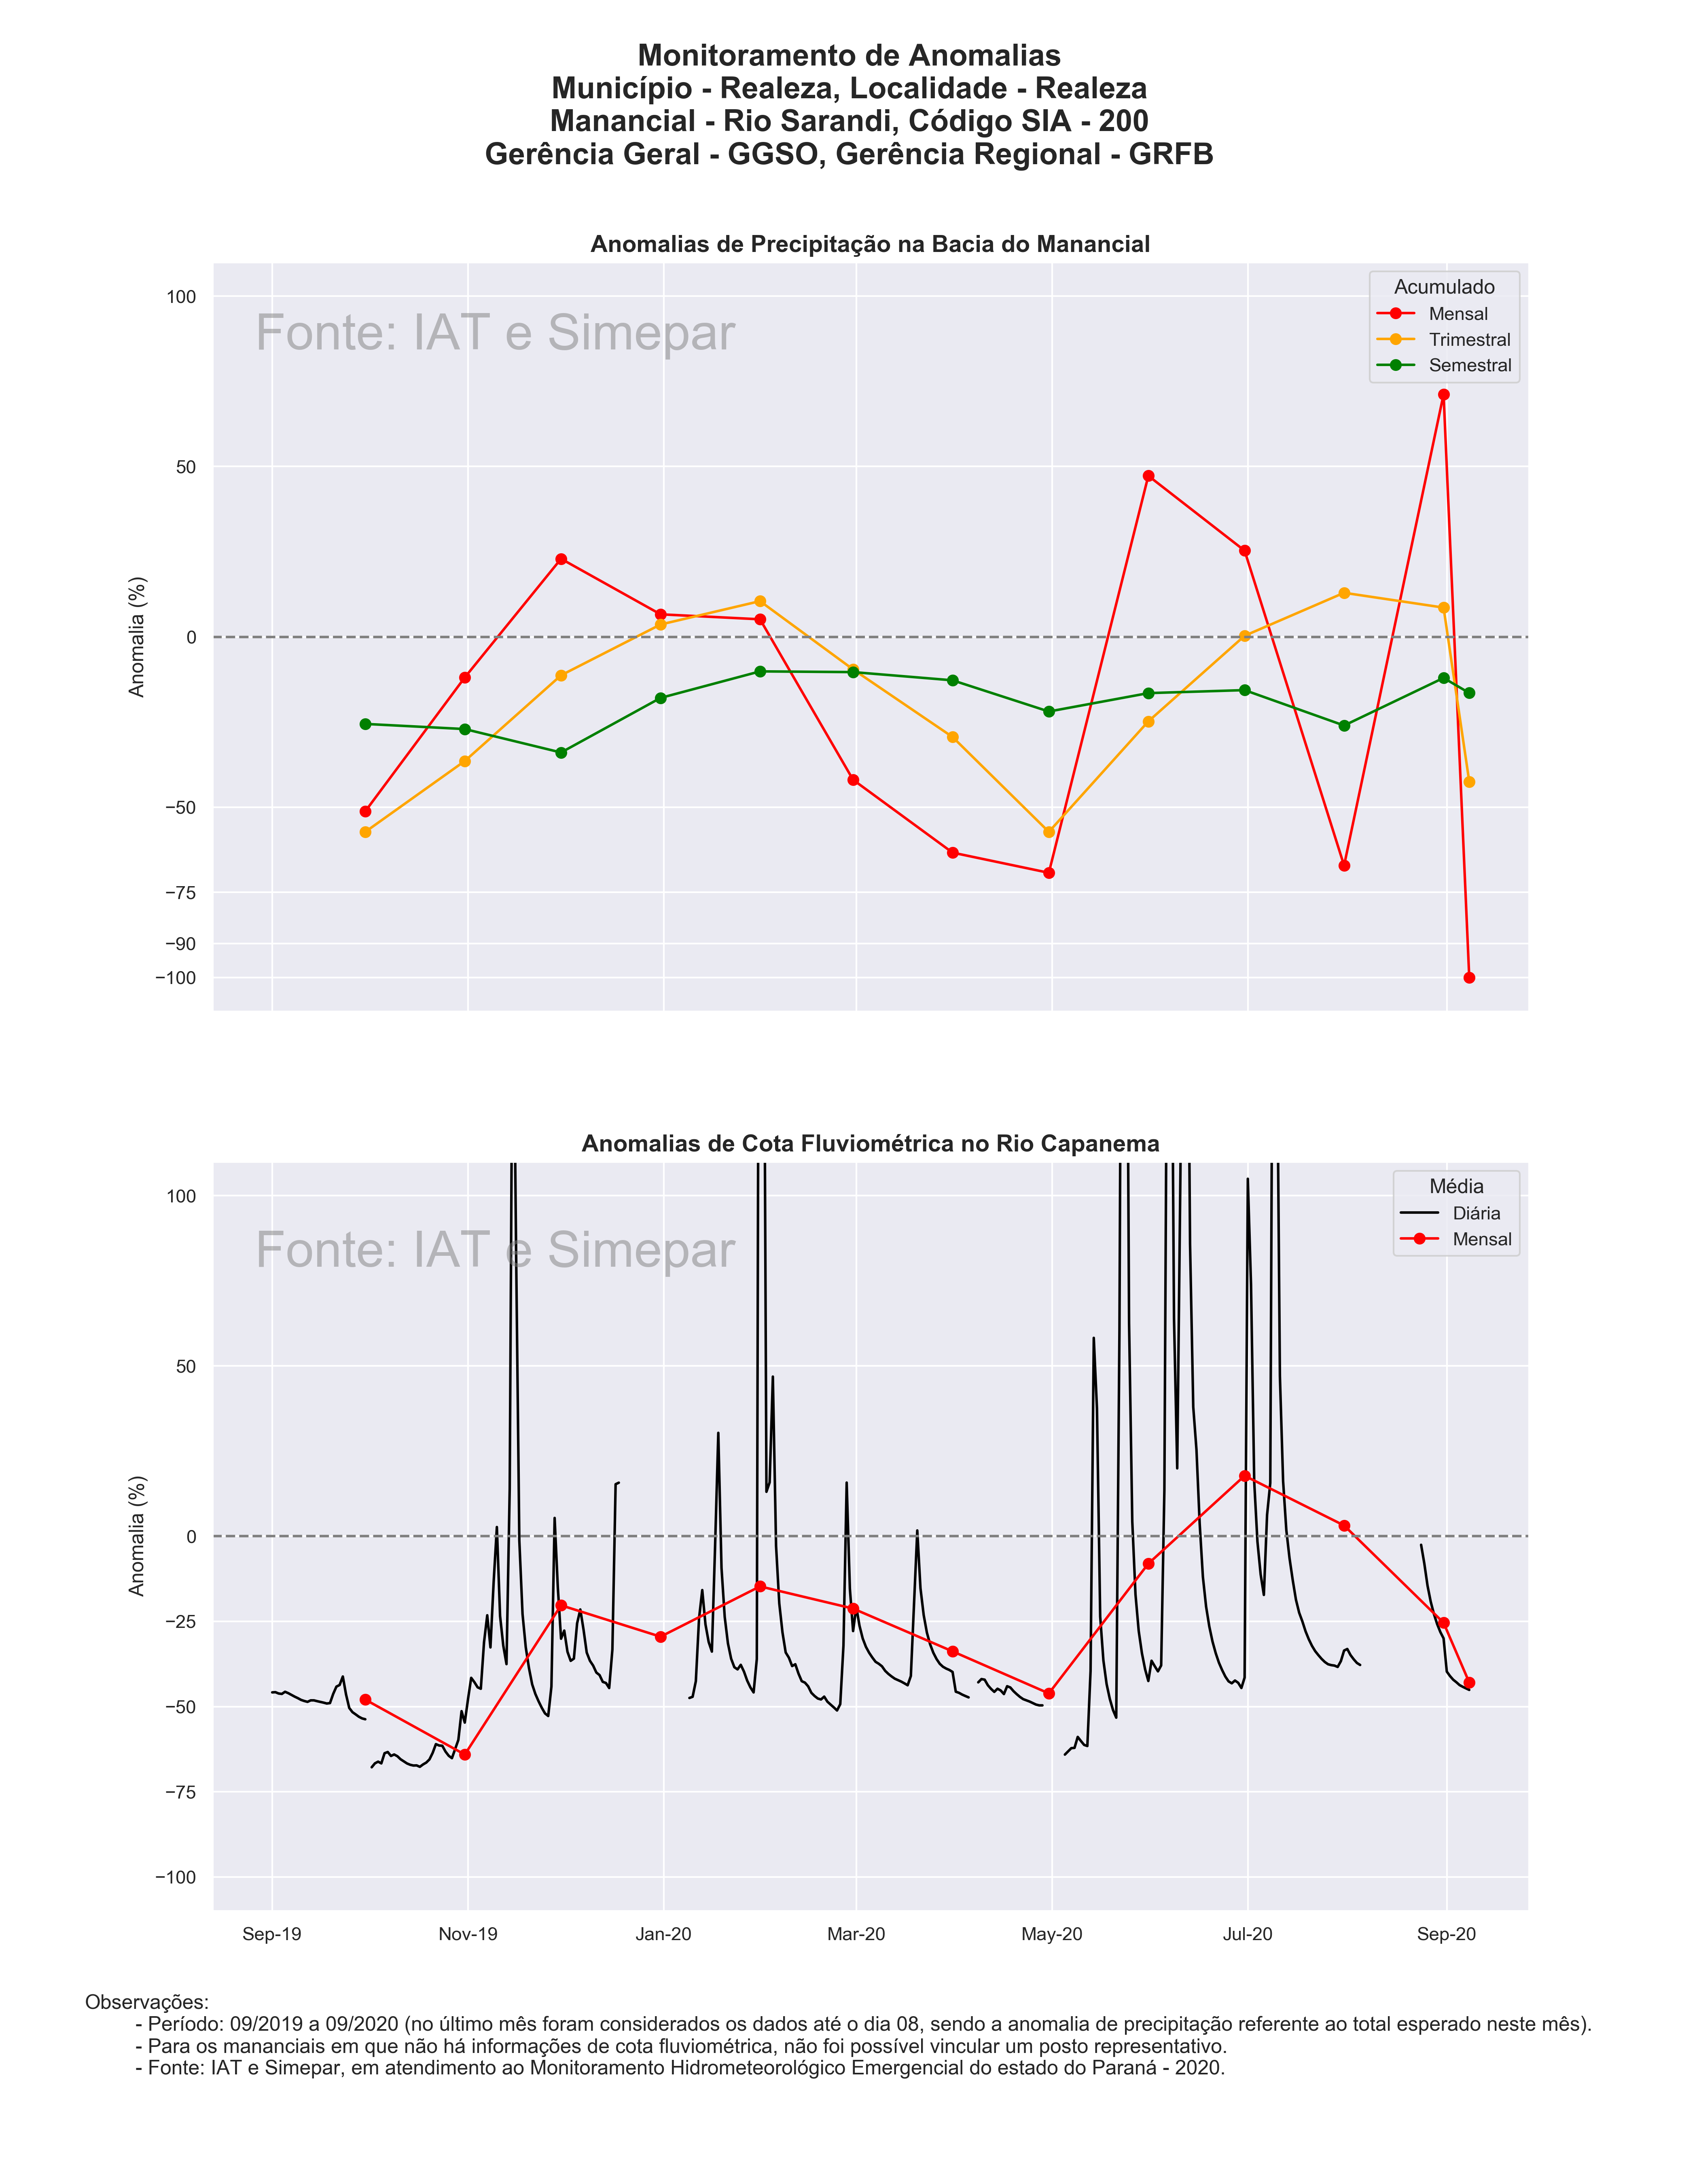 Monitoramento de Anomalias
Município - Realeza, Localidade - Realeza
Manancial - Rio Sarandi, Código SIA - 200
Gerência Geral - GGSO, Gerência Regional - GRFB
Anomalias de Precipitação na Bacia do Manancial
Fonte: IAT e Simepar
Acumulado
Mensal
Trimestral
Semestral
Anomalia (%)
100
50
0
−50
−75
−90
−100
Anomalias de Cota Fluviométrica no Rio Capanema
Fonte: IAT e Simepar
Média
Diária
Mensal
Anomalia (%)
100
50
0
−25
−50
−75
−100
Sep-19 Nov-19 Jan-20 Mar-20 May-20 Jul-20 Sep-20
Observações:
- Período: 09/2019 a 09/2020 (no último mês foram considerados os dados até o dia 08, sendo a anomalia de precipitação referente ao total esperado neste mês).
- Para os mananciais em que não há informações de cota fluviométrica, não foi possível vincular um posto representativo.
- Fonte: IAT e Simepar, em atendimento ao Monitoramento Hidrometeorológico Emergencial do estado do Paraná - 2020.